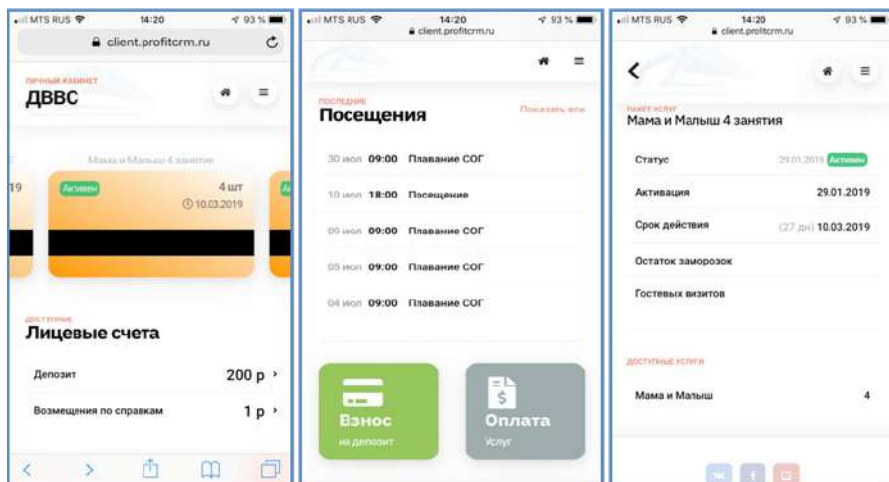 MTS RUS 14:20 93 %
client.profitcrm.ru
ЛИЧНЫЙ КАБИНЕТ
ДВВС
Мама и Малыш 4 занятия
19
Активен
4 шт
10.03.2019
ДОСТУПНЫЕ
Лицевые счета
Депозит 200 р
Возмещения по справкам 1 р
MTS RUS 14:20 93 %
client.profitcrm.ru
ПОСЛЕДНИЕ
Посещения Показать все
30 июл 09:00 Плавание СОГ
10 июл 18:00 Посещение
09 июл 09:00 Плавание СОГ
05 июл 09:00 Плавание СОГ
04 июл 09:00 Плавание СОГ
Взнос
на депозит
Оплата
Услуг
MTS RUS 14:20 93 %
client.profitcrm.ru
ПАКЕТ УСЛУГ
Мама и Малыш 4 занятия
Статус 29.01.2019 Активен
Активация 29.01.2019
Срок действия (27 дн) 10.03.2019
Остаток заморозок
Гостевых визитов
ДОСТУПНЫЕ УСЛУГИ
Мама и Малыш 4